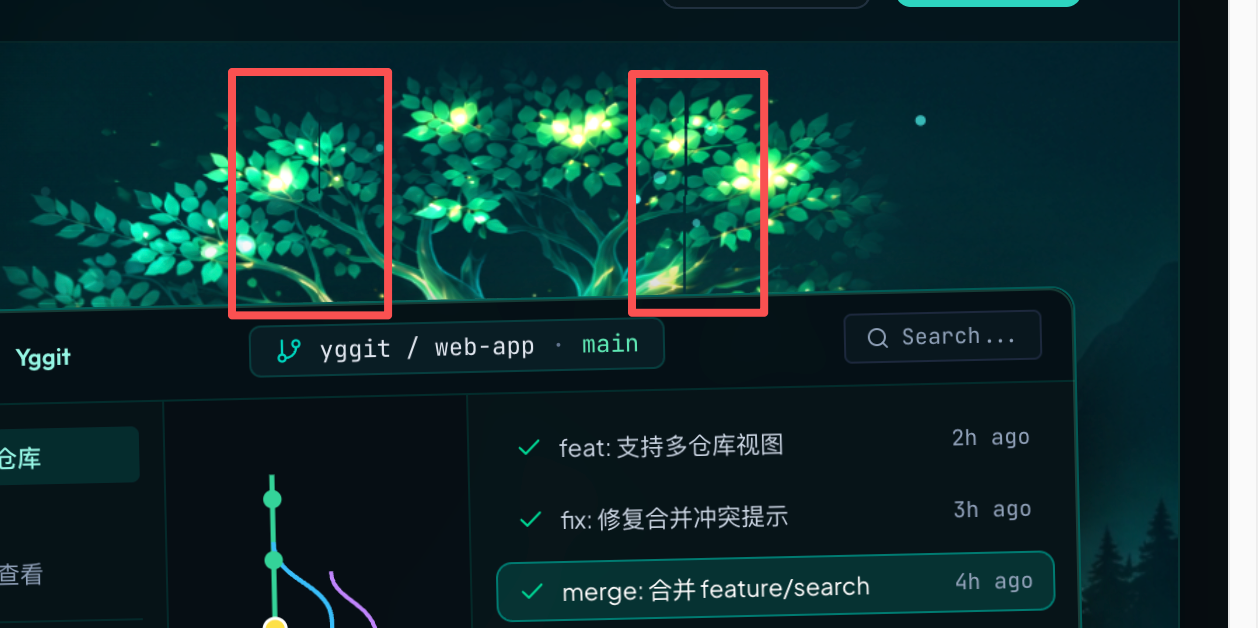 Yggit
yggit / web-app · main
Search...
仓库
feat: 支持多仓库视图
2h ago
fix: 修复合并冲突提示
3h ago
查看
merge: 合并 feature/search
4h ago